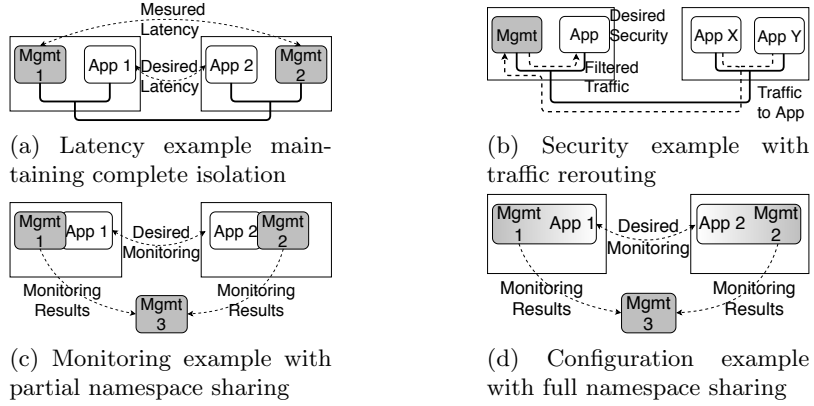 Mesured
Latency
Mgmt
1
App 1
Desired
Latency
App 2
Mgmt
2
(a) Latency example main-
taining complete isolation
Mgmt
App
Desired
Security
Filtered
Traffic
App X
App Y
Traffic
to App
(b) Security example with
traffic rerouting
Mgmt
1
App 1
Desired
Monitoring
App 2
Mgmt
2
Monitoring
Results
Mgmt
3
Monitoring
Results
(c) Monitoring example with
partial namespace sharing
Mgmt
1
App 1
Desired
Monitoring
App 2
Mgmt
2
Monitoring
Results
Mgmt
3
Monitoring
Results
(d) Configuration example
with full namespace sharing